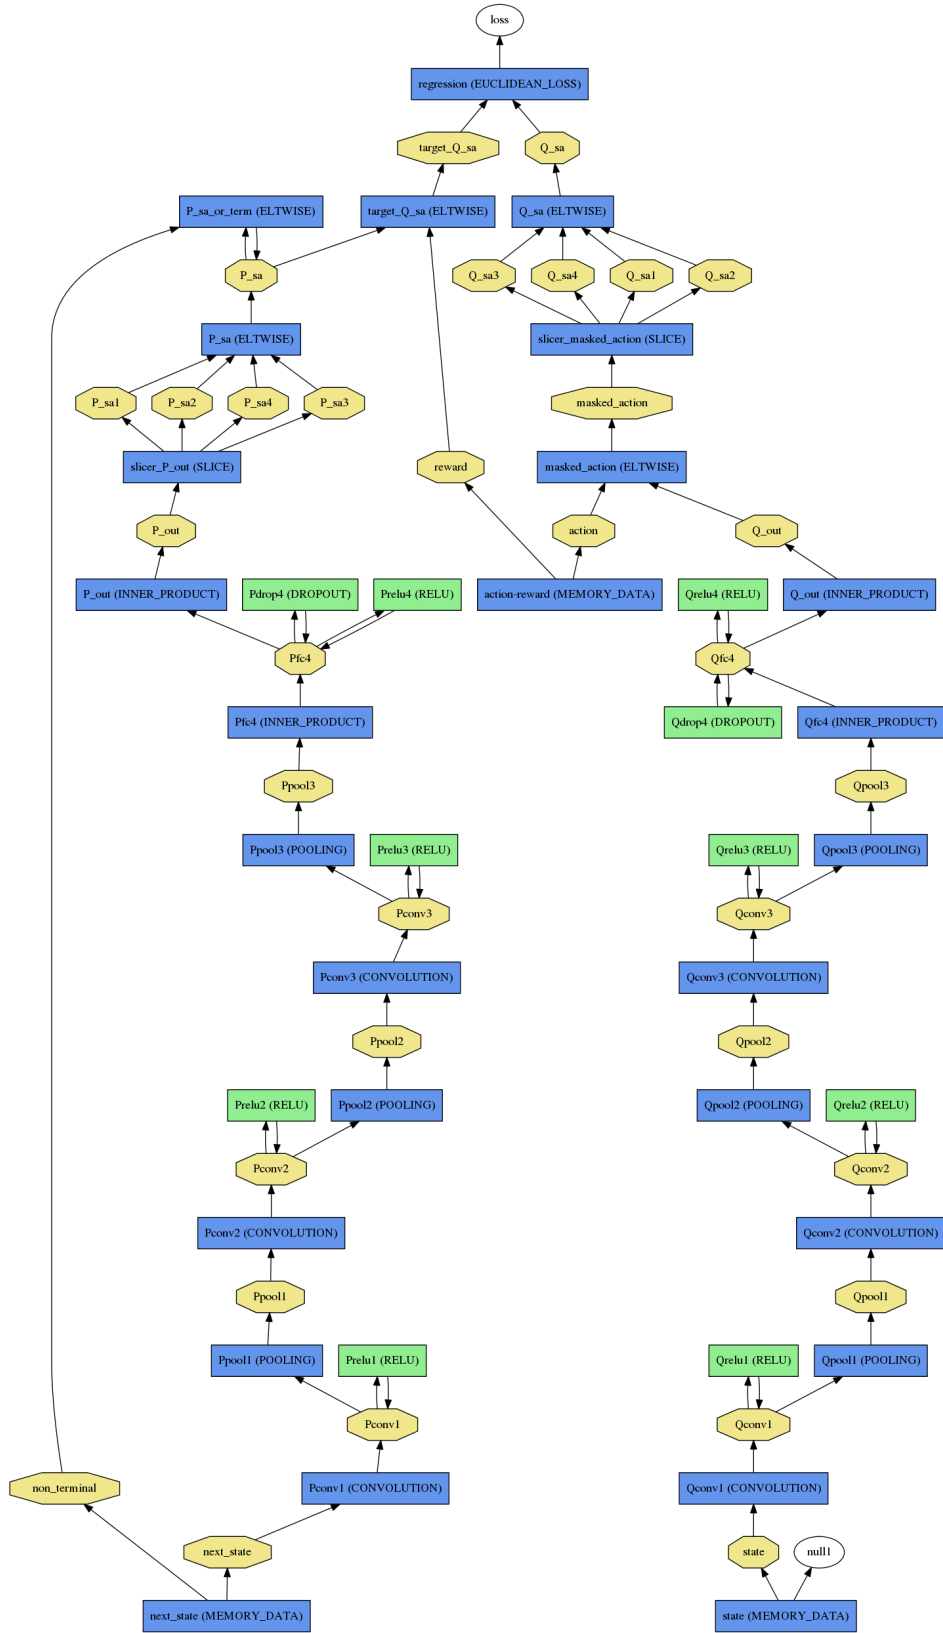 loss
regression (EUCLIDEAN_LOSS)
target_Q_sa
Q_sa
P_sa_or_term (ELTWISE)
target_Q_sa (ELTWISE)
Q_sa (ELTWISE)
P_sa
Q_sa3
Q_sa4
Q_sa1
Q_sa2
P_sa (ELTWISE)
slicer_masked_action (SLICE)
P_sa1
P_sa2
P_sa4
P_sa3
masked_action
slicer_P_out (SLICE)
reward
masked_action (ELTWISE)
P_out
action
Q_out
P_out (INNER_PRODUCT)
Pdrop4 (DROPOUT)
Prelu4 (RELU)
action-reward (MEMORY_DATA)
Qrelu4 (RELU)
Q_out (INNER_PRODUCT)
Pfc4
Qfc4
Pfc4 (INNER_PRODUCT)
Qdrop4 (DROPOUT)
Qfc4 (INNER_PRODUCT)
Ppool3
Qpool3
Ppool3 (POOLING)
Prelu3 (RELU)
Qrelu3 (RELU)
Qpool3 (POOLING)
Pconv3
Qconv3
Pconv3 (CONVOLUTION)
Qconv3 (CONVOLUTION)
Ppool2
Qpool2
Prelu2 (RELU)
Ppool2 (POOLING)
Qpool2 (POOLING)
Qrelu2 (RELU)
Pconv2
Qconv2
Pconv2 (CONVOLUTION)
Qconv2 (CONVOLUTION)
Ppool1
Qpool1
Ppool1 (POOLING)
Prelu1 (RELU)
Qrelu1 (RELU)
Qpool1 (POOLING)
Pconv1
Qconv1
non_terminal
Pconv1 (CONVOLUTION)
Qconv1 (CONVOLUTION)
next_state
state
null1
next_state (MEMORY_DATA)
state (MEMORY_DATA)